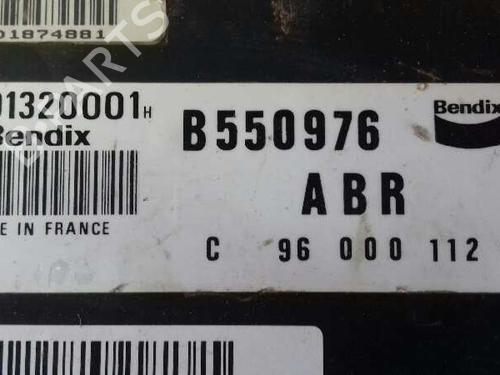 01874881
01320001H
Bendix
E IN FRANCE
B550976
Bendix
ABR
C 96 000 112